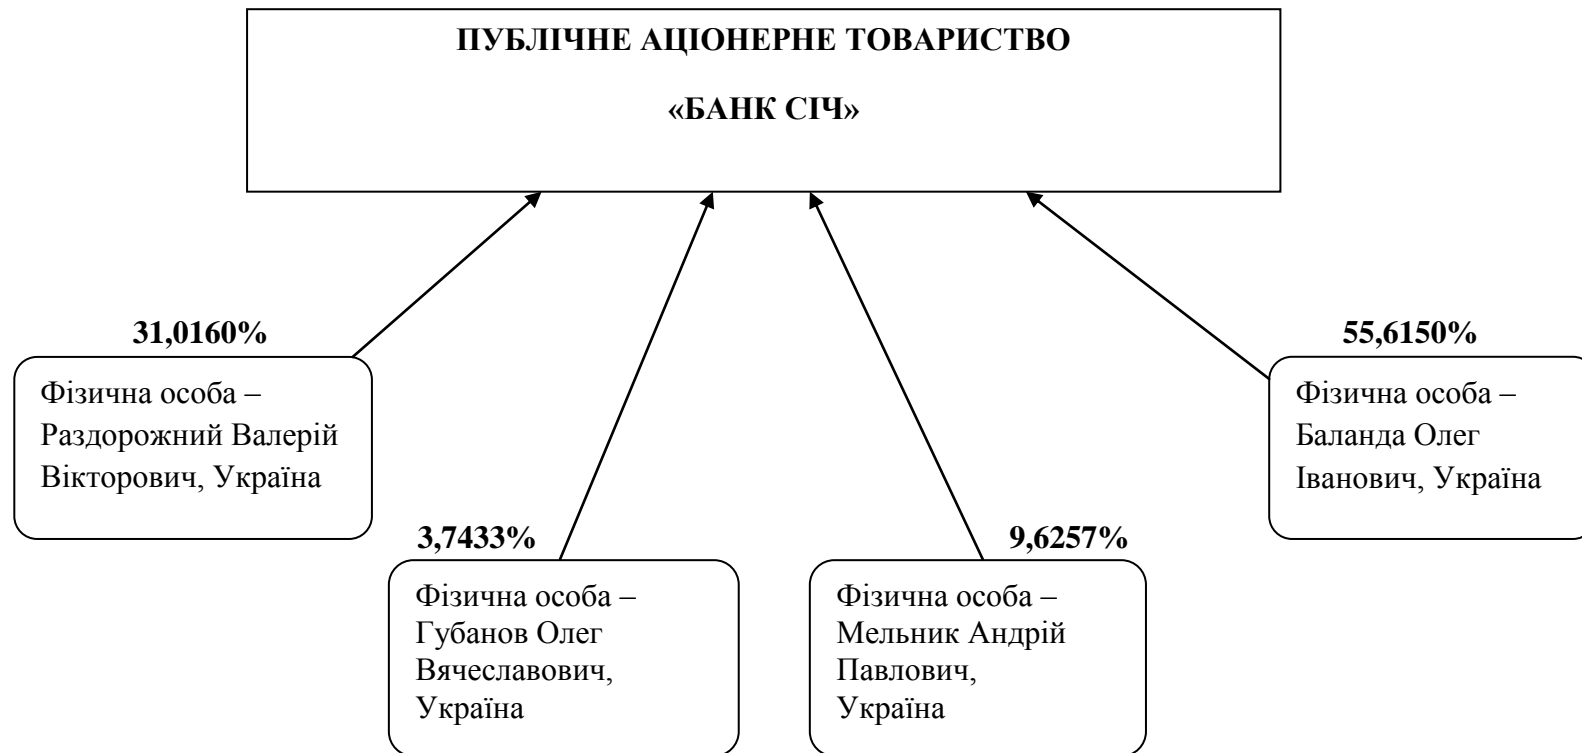 ПУБЛІЧНЕ АЦІОНЕРНЕ ТОВАРИСТВО
«БАНК СІЧ»
31,0160%
Фізична особа –
Раздорожний Валерій
Вікторович, Україна
3,7433%
Фізична особа –
Губанов Олег
Вячеславович,
Україна
9,6257%
Фізична особа –
Мельник Андрій
Павлович,
Україна
55,6150%
Фізична особа –
Баланда Олег
Іванович, Україна